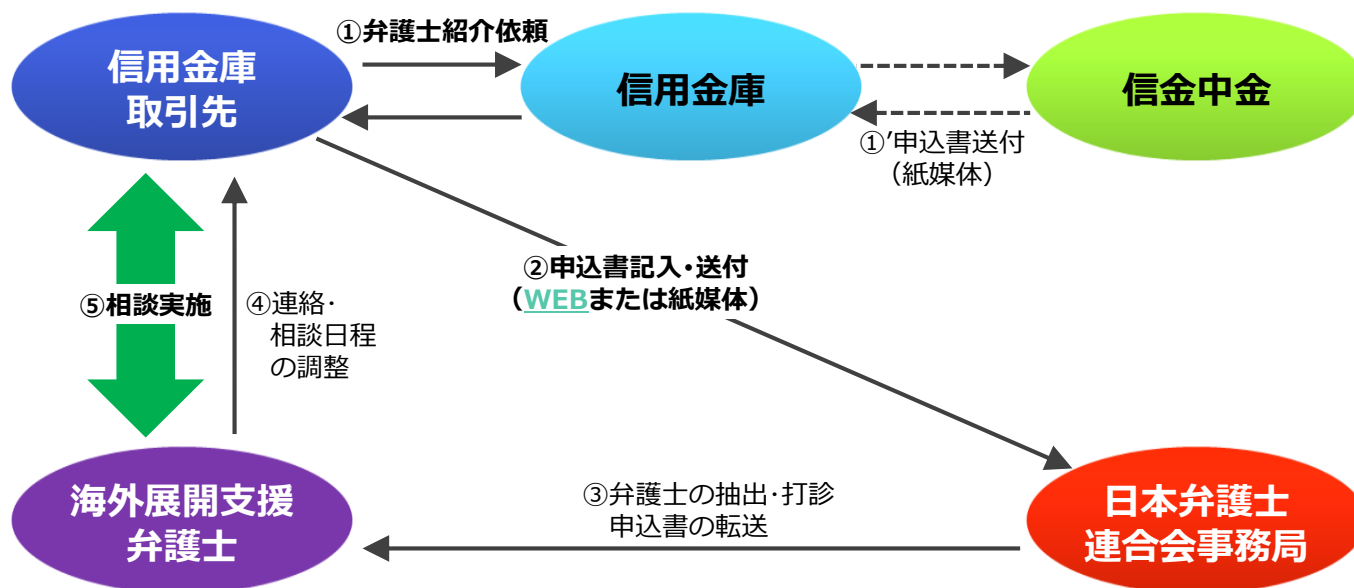 ①弁護士紹介依頼
信用金庫
取引先
信用金庫
信金中金
①’申込書送付
（紙媒体）
②申込書記入・送付
（WEBまたは紙媒体）
⑤相談実施
④連絡・
相談日程
の調整
③弁護士の抽出・打診
申込書の転送
海外展開支援
弁護士
日本弁護士
連合会事務局